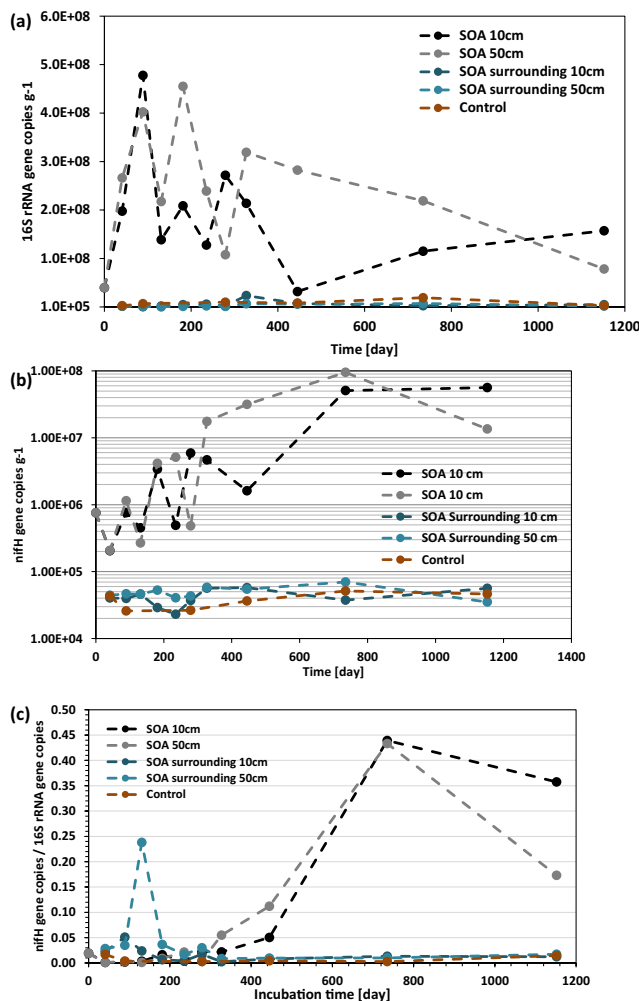 (a)
6.0E+08
5.0E+08
4.0E+08
3.0E+08
2.0E+08
1.0E+08
1.0E+05
16S rRNA gene copies g-1
SOA 10cm
SOA 50cm
SOA surrounding 10cm
SOA surrounding 50cm
Control
0 200 400 600 800 1000 1200
Time [day]
(b)
1.00E+08
1.00E+07
1.00E+06
1.00E+05
1.00E+04
nifH gene copies g-1
SOA 10 cm
SOA 10 cm
SOA Surrounding 10 cm
SOA Surrounding 50 cm
Control
0 200 400 600 800 1000 1200 1400
Time [day]
(c)
0.50
0.45
0.40
0.35
0.30
0.25
0.20
0.15
0.10
0.05
0.00
nifH gene copies / 16S rRNA gene copies
SOA 10cm
SOA 50cm
SOA surrounding 10cm
SOA surrounding 50cm
Control
0 200 400 600 800 1000 1200
Incubation time [day]